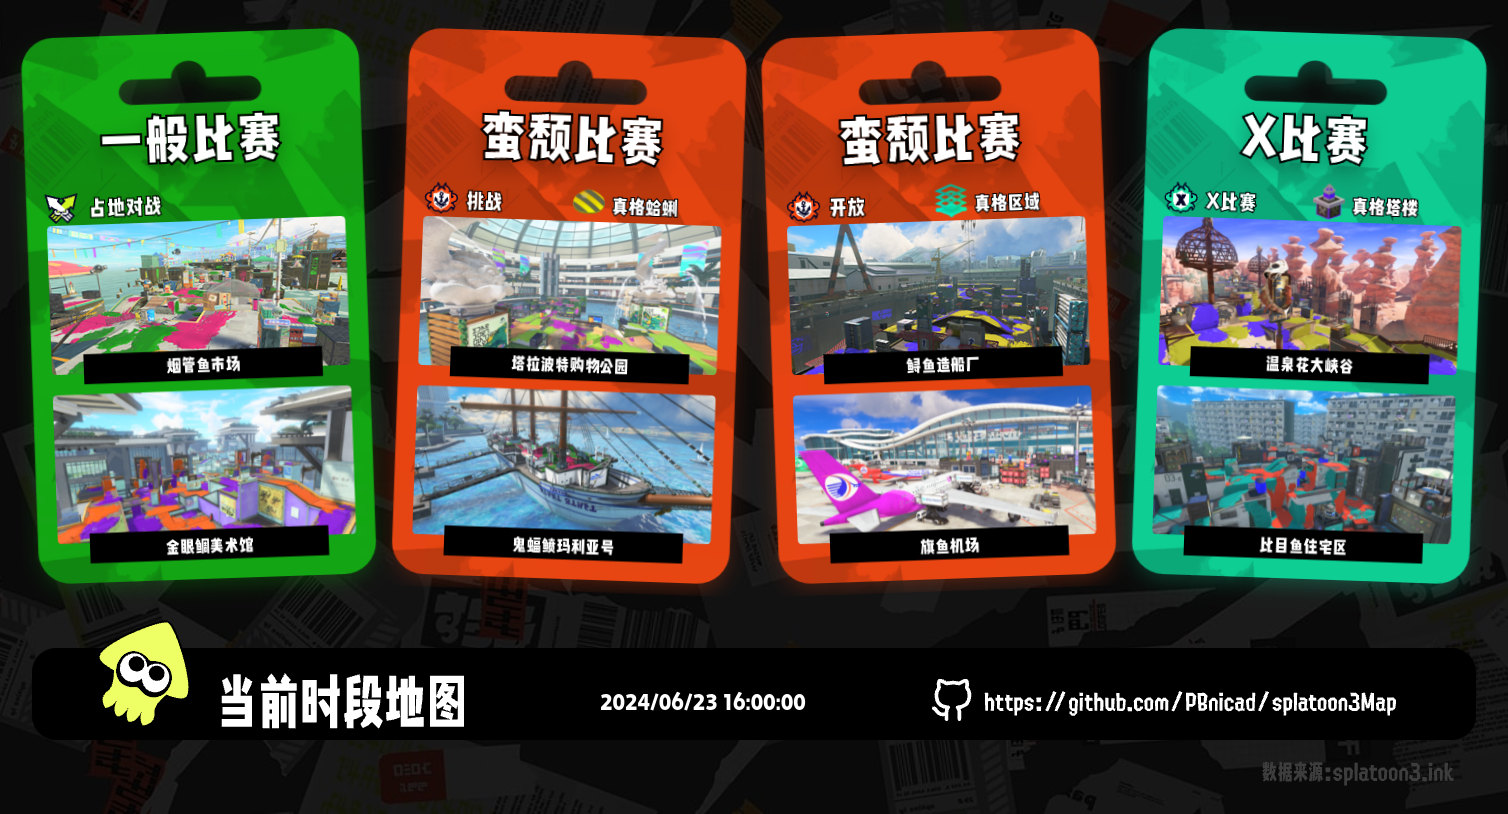 一般比赛
占地对战
烟管鱼市场
金眼鲷美术馆
蛮颓比赛
挑战
真格蛤蜊
塔拉波特购物公园
鬼蝠鲼玛利亚号
蛮颓比赛
开放
真格区域
鲟鱼造船厂
旗鱼机场
X比赛
X比赛
真格塔楼
温泉花大峡谷
比目鱼住宅区
当前时段地图
2024/06/23 16:00:00
https://github.com/PBnicad/splatoon3Map
数据来源:splatoon3.ink